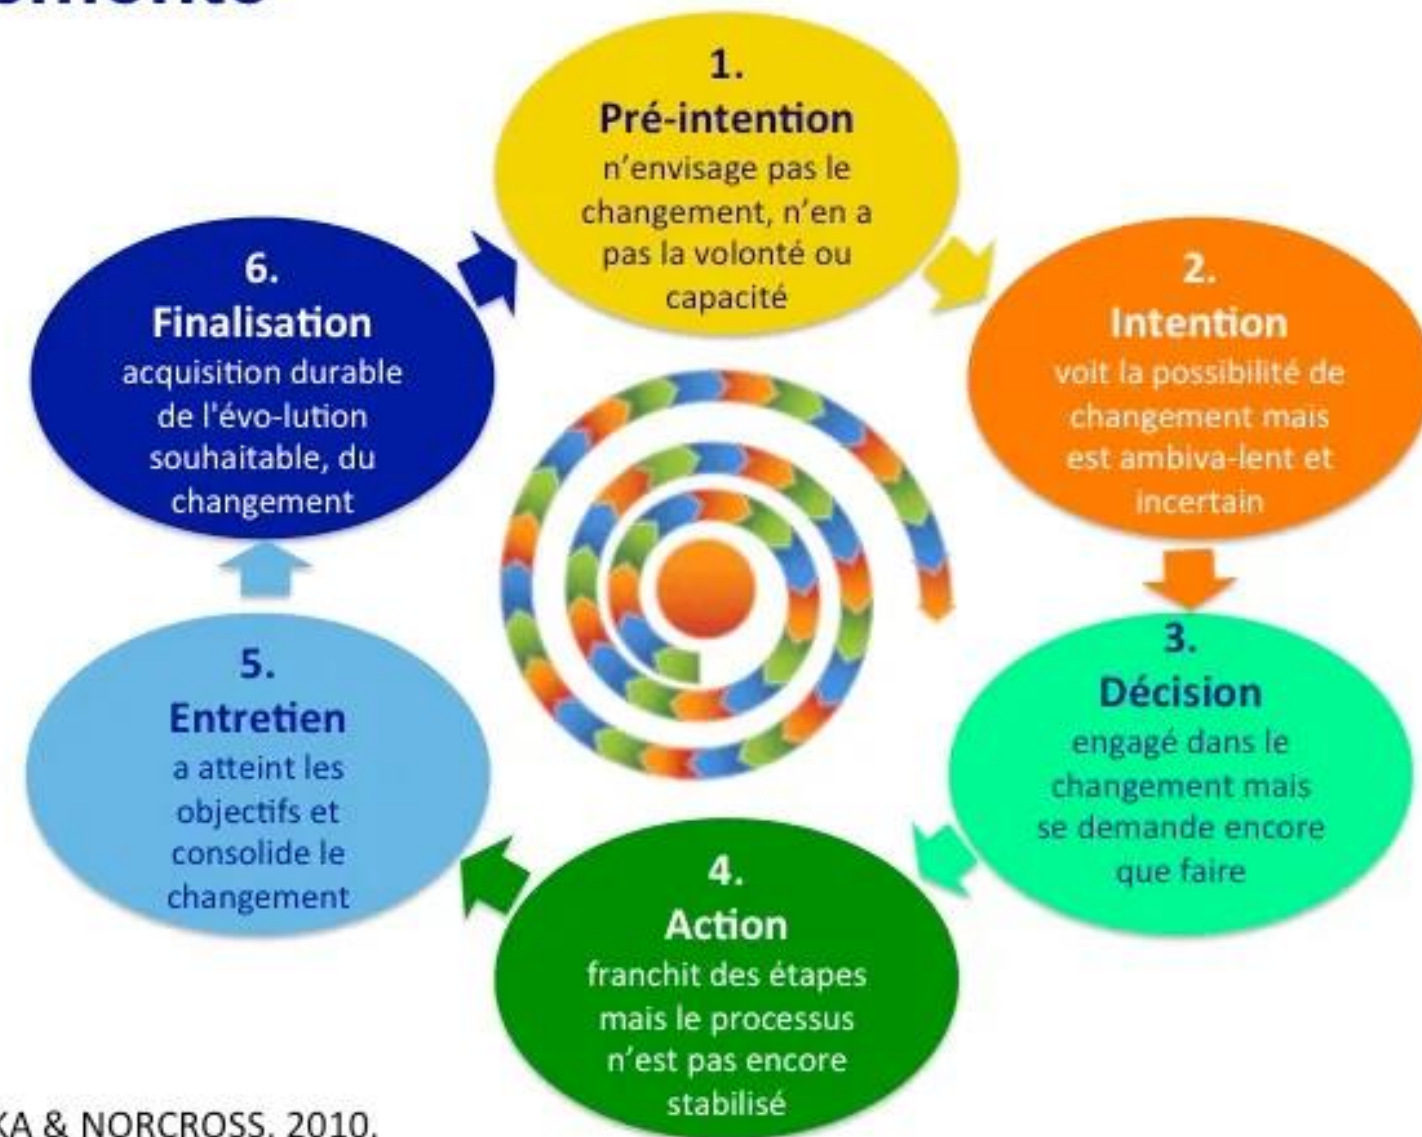 1.
Pré-intention
n’envisage pas le
changement, n’en a
pas la volonté ou
capacité
2.
Intention
voit la possibilité de
changement mais
est ambiva-lent et
incertain
3.
Décision
engagé dans le
changement mais
se demande encore
que faire
4.
Action
franchit des étapes
mais le processus
n’est pas encore
stabilisé
5.
Entretien
a atteint les
objectifs et
consolide le
changement
6.
Finalisation
acquisition durable
de l'évo-lution
souhaitable, du
changement
KA & NORCROSS, 2010.